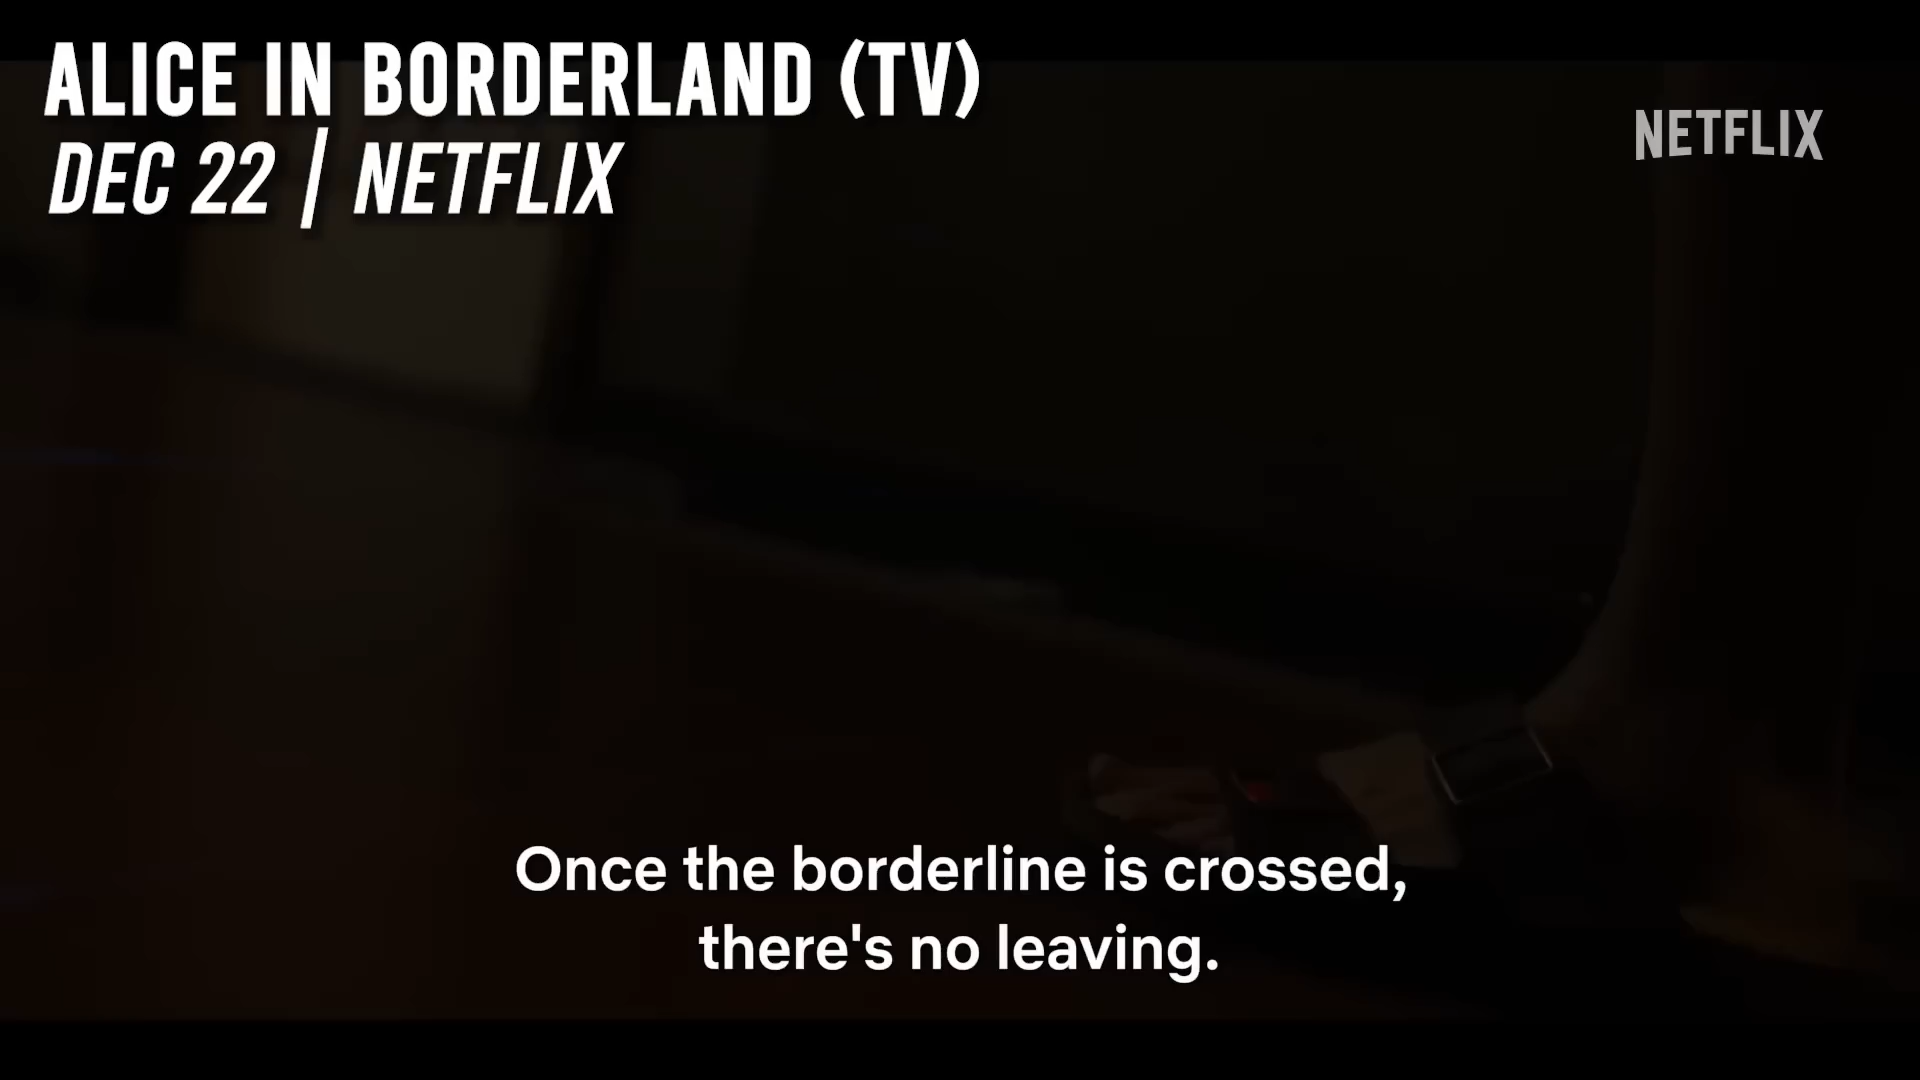 ALICE IN BORDERLAND (TV)
DEC 22 | NETFLIX
NETFLIX
Once the borderline is crossed,
there's no leaving.